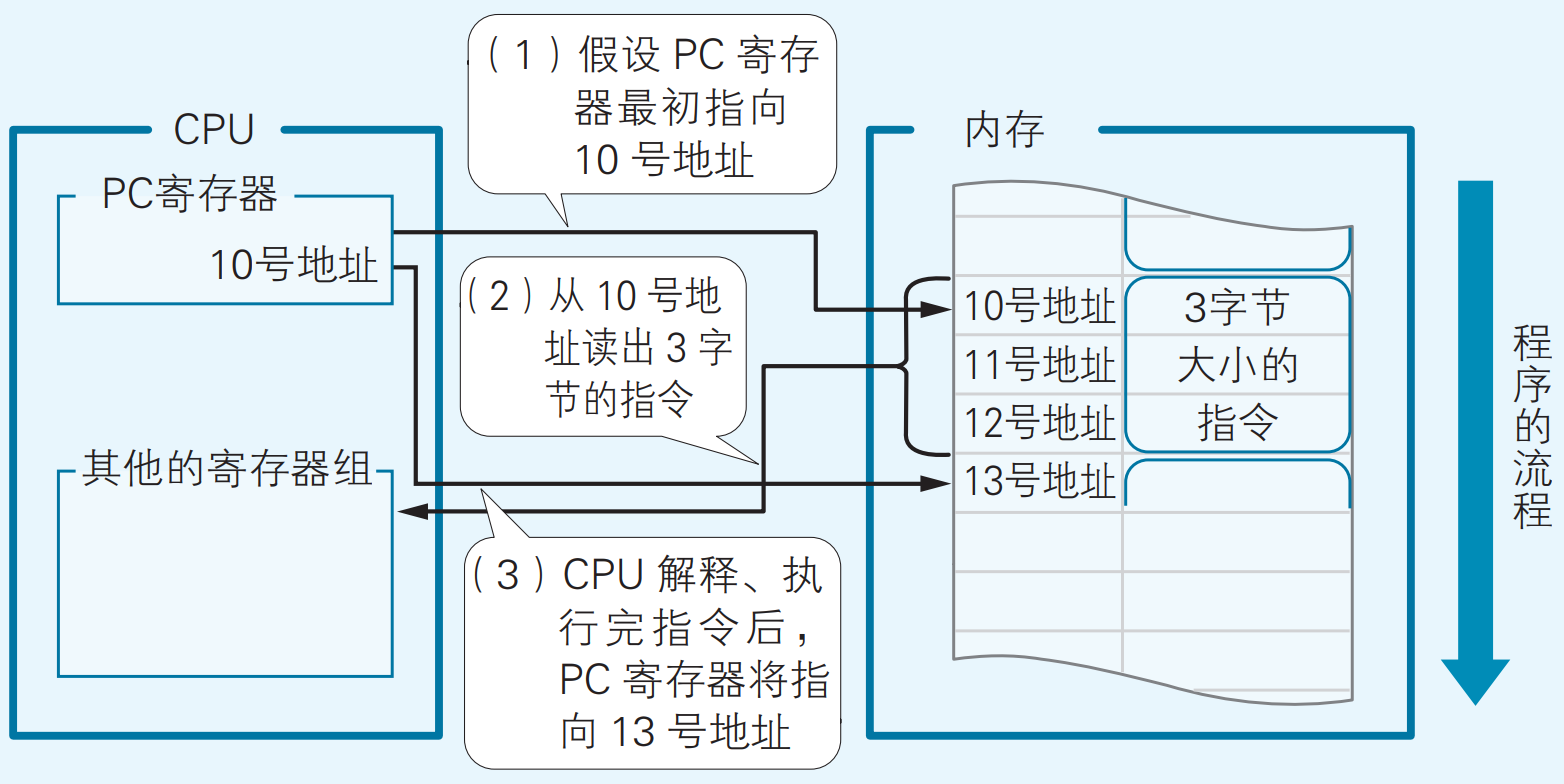 （1）假设 PC 寄存
器最初指向
10 号地址
CPU
内存
PC寄存器
10号地址
（2）从 10 号地
址读出 3 字
节的指令
10号地址
3字节
11号地址
大小的
12号地址
指令
13号地址
程序的流程
其他的寄存器组
（3）CPU 解释、执
行完指令后，
PC 寄存器将指
向 13 号地址